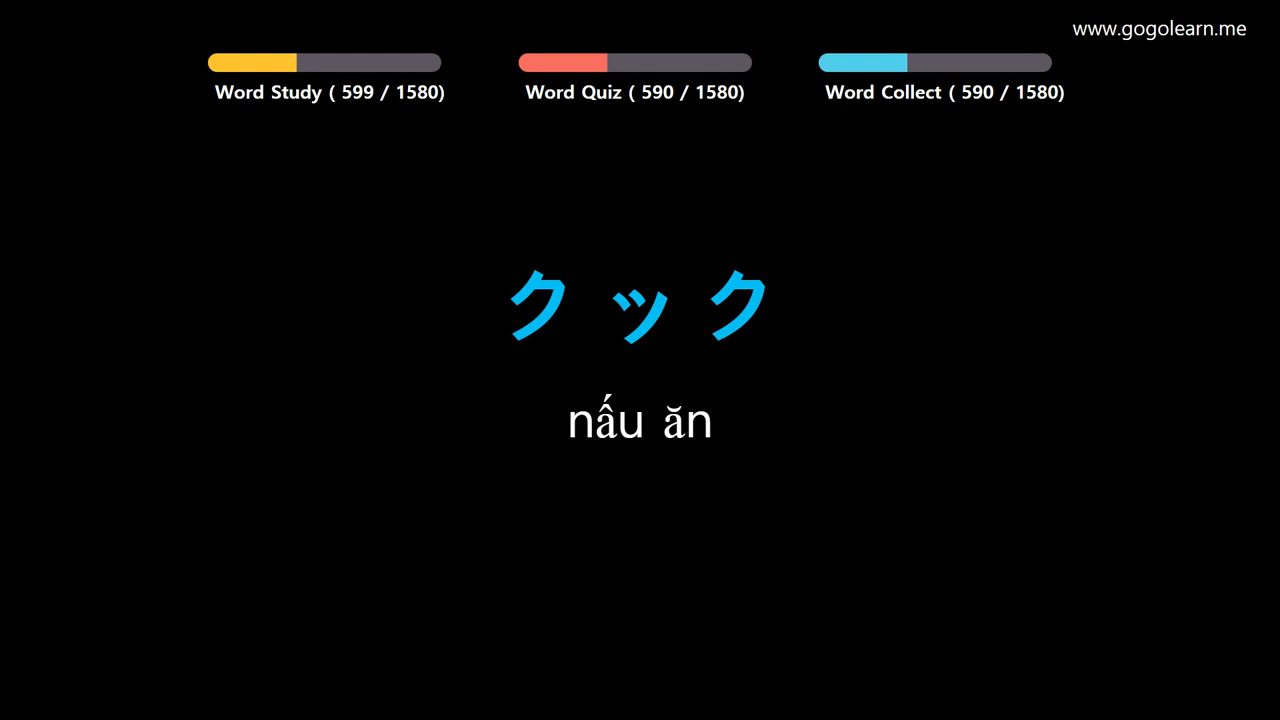 www.gogolearn.me
Word Study ( 599 / 1580)
Word Quiz ( 590 / 1580)
Word Collect ( 590 / 1580)
クック
nấu ăn